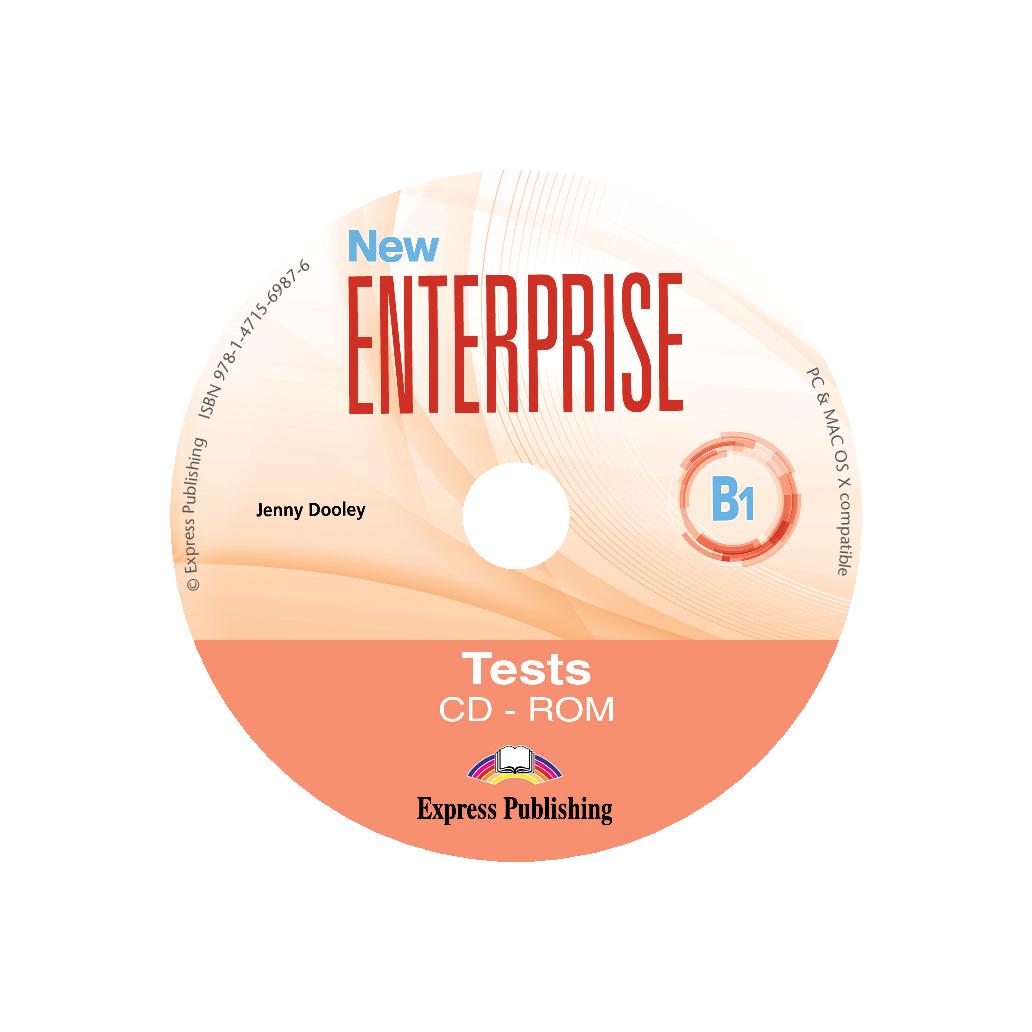 New
ENTERPRISE
© Express Publishing ISBN 978-1-4715-6987-6
PC & MAC OS X compatible
Jenny Dooley
B1
Tests
CD - ROM
Express Publishing